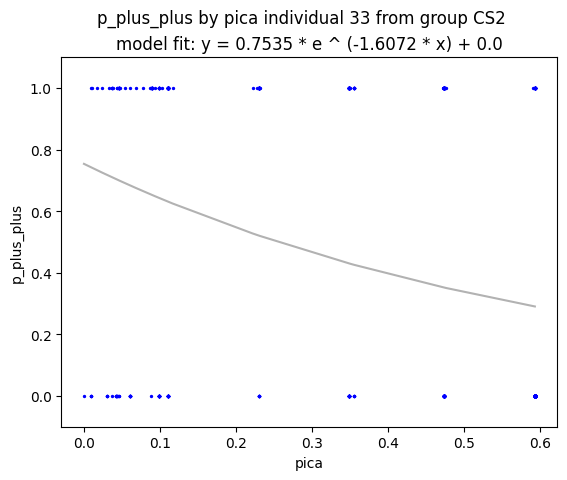 p_plus_plus by pica individual 33 from group CS2
model fit: y = 0.7535 * e ^ (-1.6072 * x) + 0.0
1.0
0.8
0.6
0.4
0.2
0.0
p_plus_plus
0.0 0.1 0.2 0.3 0.4 0.5 0.6
pica